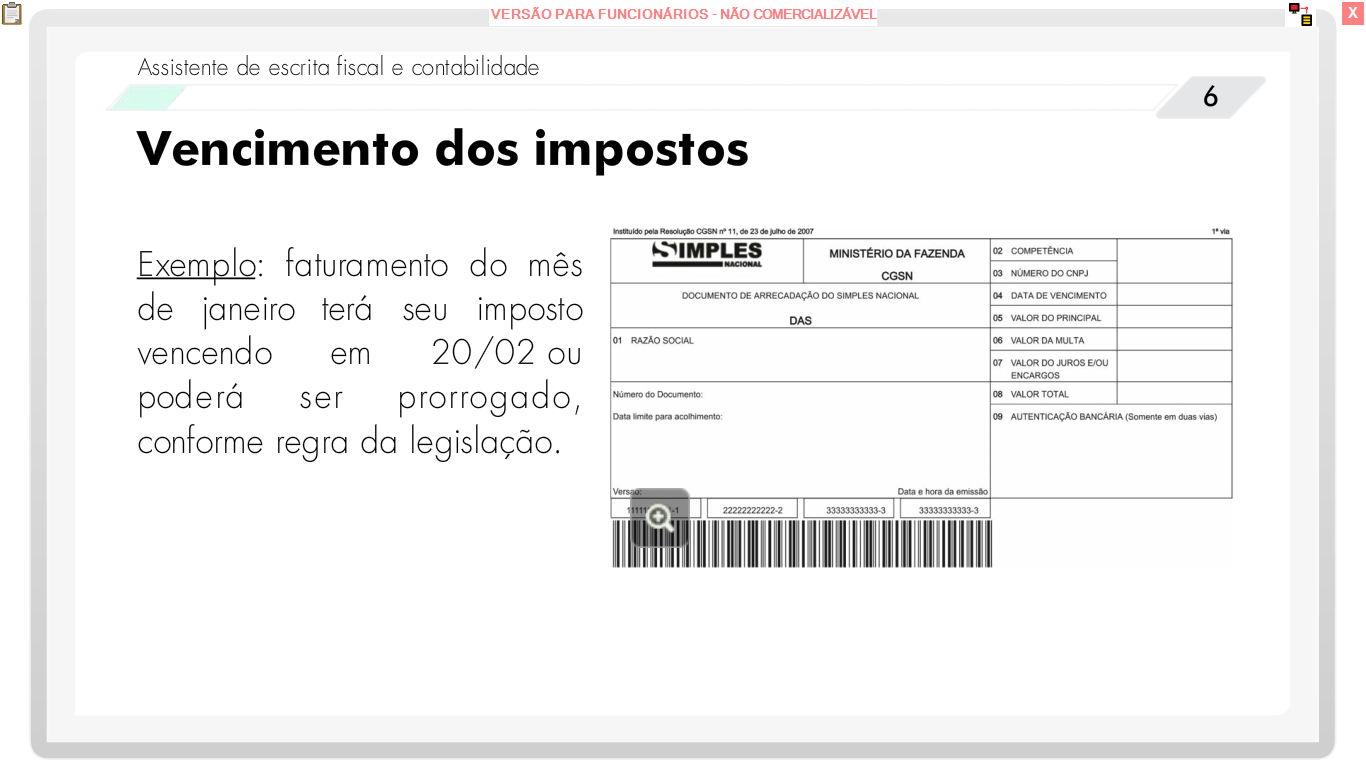 VERSÃO PARA FUNCIONÁRIOS - NÃO COMERCIALIZÁVEL
X
Assistente de escrita fiscal e contabilidade
6
Vencimento dos impostos
Exemplo: faturamento do mês
de janeiro terá seu imposto
vencendo em 20/02 ou
poderá ser prorrogado,
conforme regra da legislação.
Instituído pela Resolução CGSN nº 11, de 23 de julho de 2007
1ª via
SIMPLES
NACIONAL
MINISTÉRIO DA FAZENDA
CGSN
DOCUMENTO DE ARRECADAÇÃO DO SIMPLES NACIONAL
DAS
01 RAZÃO SOCIAL
Número do Documento:
Data limite para acolhimento:
Versão:
Data e hora da emissão
02 COMPETÊNCIA
03 NÚMERO DO CNPJ
04 DATA DE VENCIMENTO
05 VALOR DO PRINCIPAL
06 VALOR DA MULTA
07 VALOR DO JUROS E/OU
ENCARGOS
08 VALOR TOTAL
09 AUTENTICAÇÃO BANCÁRIA (Somente em duas vias)
22222222222-2
33333333333-3
33333333333-3